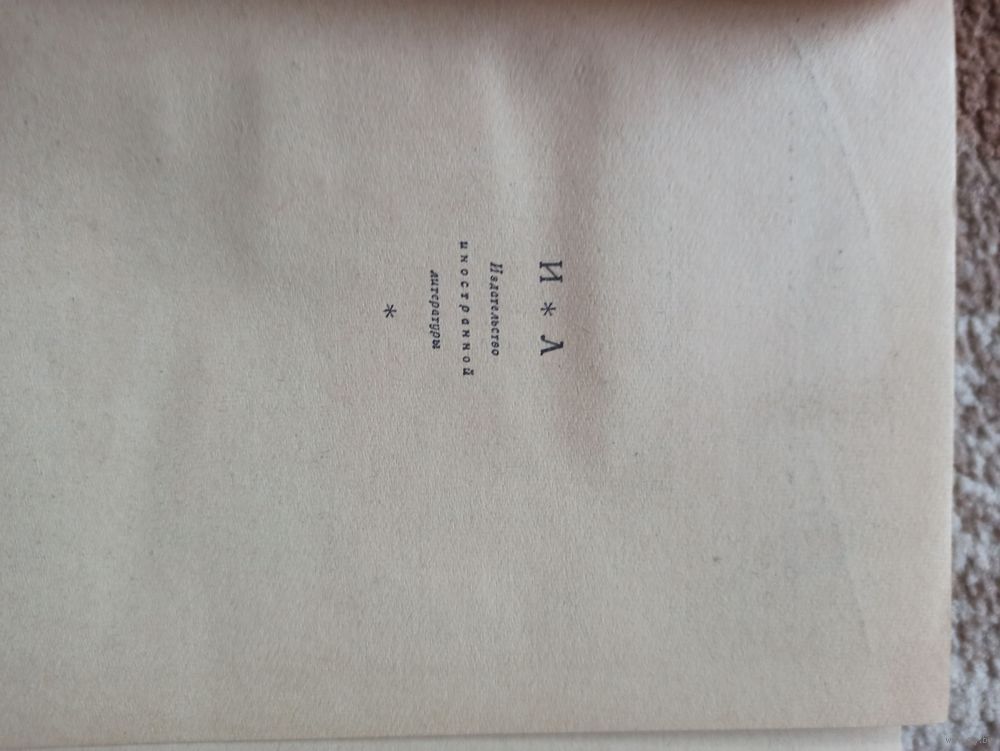 И * Л
Издательство
иностранной
литературы
*